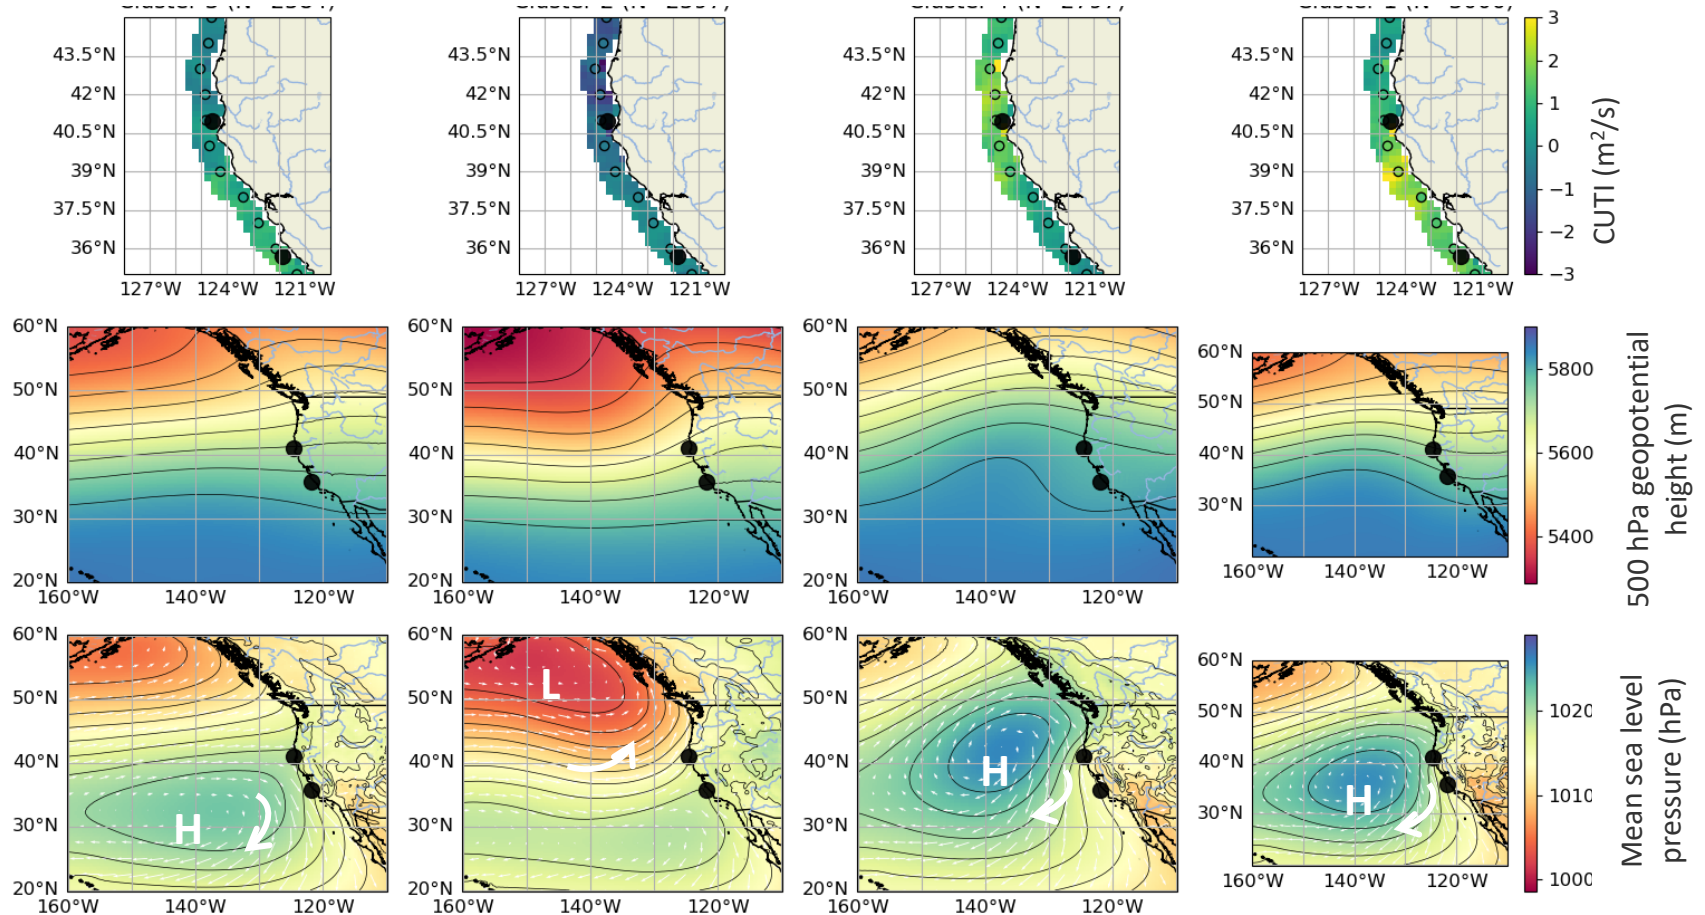 43.5°N
42°N
40.5°N
39°N
37.5°N
36°N
127°W 124°W 121°W
43.5°N
42°N
40.5°N
39°N
37.5°N
36°N
127°W 124°W 121°W
43.5°N
42°N
40.5°N
39°N
37.5°N
36°N
127°W 124°W 121°W
43.5°N
42°N
40.5°N
39°N
37.5°N
36°N
127°W 124°W 121°W
3
2
1
0
−1
−2
−3
CUTI (m²/s)
60°N
50°N
40°N
30°N
20°N
160°W 140°W 120°W
60°N
50°N
40°N
30°N
20°N
160°W 140°W 120°W
60°N
50°N
40°N
30°N
20°N
160°W 140°W 120°W
60°N
50°N
40°N
30°N
160°W 140°W 120°W
5800
5600
5400
500 hPa geopotential
height (m)
60°N
50°N
40°N
30°N
20°N
H
160°W 140°W 120°W
60°N
50°N
40°N
30°N
20°N
L
160°W 140°W 120°W
60°N
50°N
40°N
30°N
20°N
H
160°W 140°W 120°W
60°N
50°N
40°N
30°N
H
160°W 140°W 120°W
1020
1010
1000
Mean sea level
pressure (hPa)